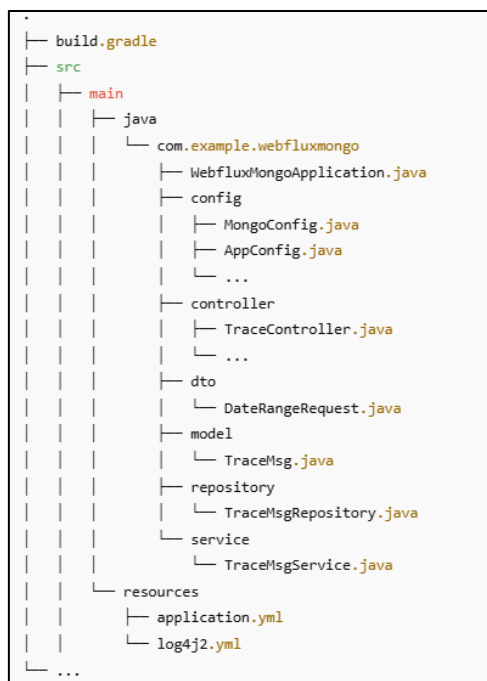 .
├── build.gradle
├── src
│   ├── main
│   │   ├── java
│   │   │   └── com.example.webfluxmongo
│   │   │       ├── WebfluxMongoApplication.java
│   │   │       ├── config
│   │   │       │   ├── MongoConfig.java
│   │   │       │   ├── AppConfig.java
│   │   │       │   └── ...
│   │   │       ├── controller
│   │   │       │   ├── TraceController.java
│   │   │       │   └── ...
│   │   │       ├── dto
│   │   │       │   └── DateRangeRequest.java
│   │   │       ├── model
│   │   │       │   └── TraceMsg.java
│   │   │       ├── repository
│   │   │       │   └── TraceMsgRepository.java
│   │   │       └── service
│   │   │           └── TraceMsgService.java
│   │   └── resources
│   │       ├── application.yml
│   │       └── log4j2.yml
└── ...